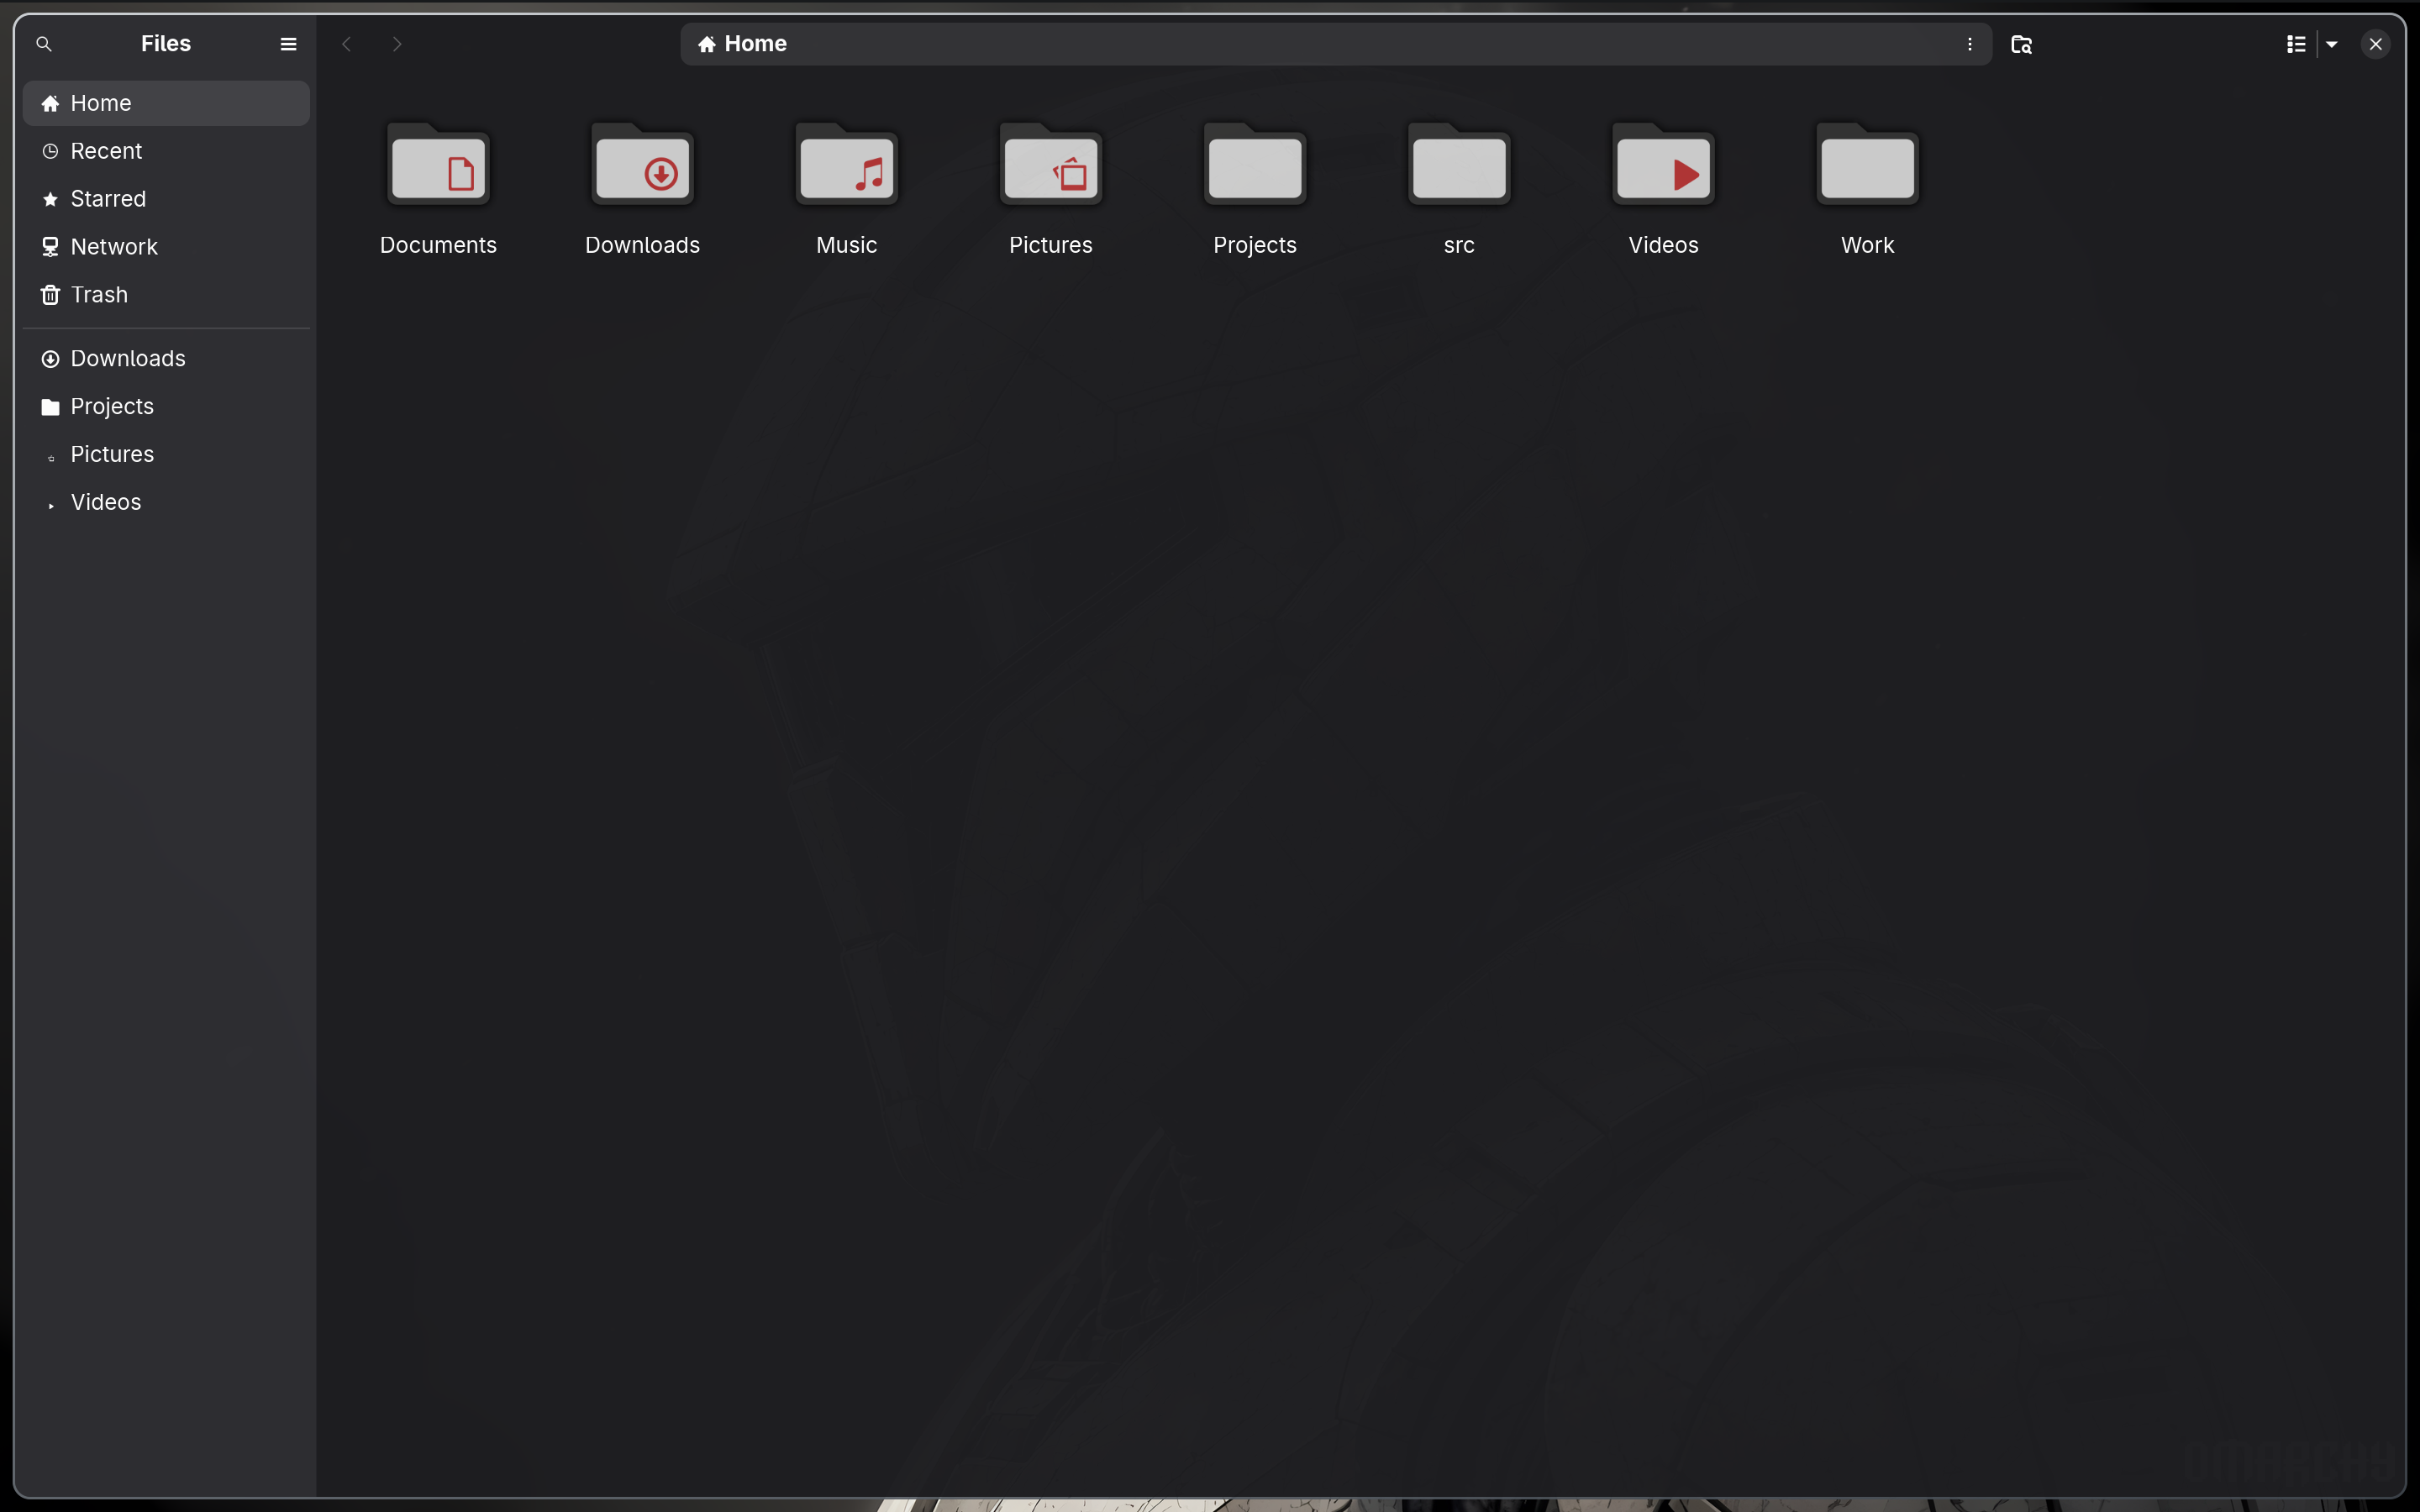 Files
Home
Home
Recent
Starred
Network
Trash
Downloads
Projects
Pictures
Videos
Documents
Downloads
Music
Pictures
Projects
src
Videos
Work
OMARCHY